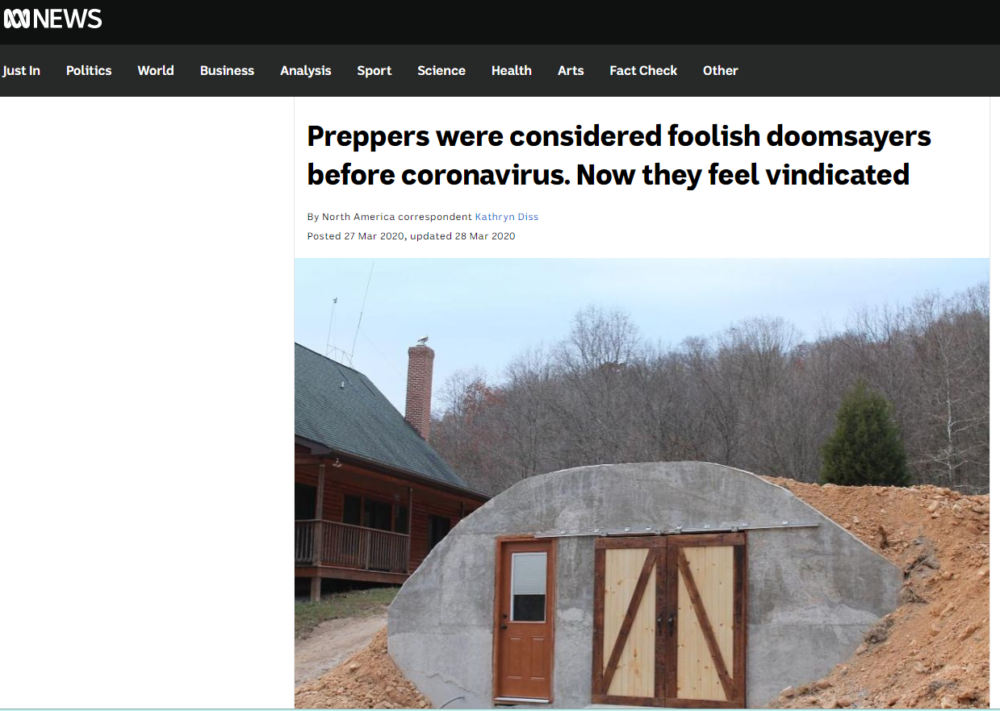 NEWS
Just In Politics World Business Analysis Sport Science Health Arts Fact Check Other
Preppers were considered foolish doomsayers
before coronavirus. Now they feel vindicated
By North America correspondent Kathryn Diss
Posted 27 Mar 2020, updated 28 Mar 2020